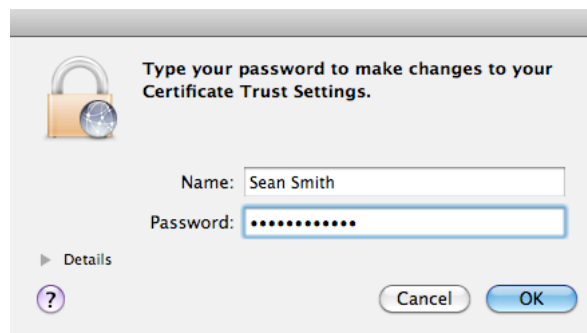 Type your password to make changes to your
Certificate Trust Settings.
Name: Sean Smith
Password: ••••••••••••
Details
? Cancel OK